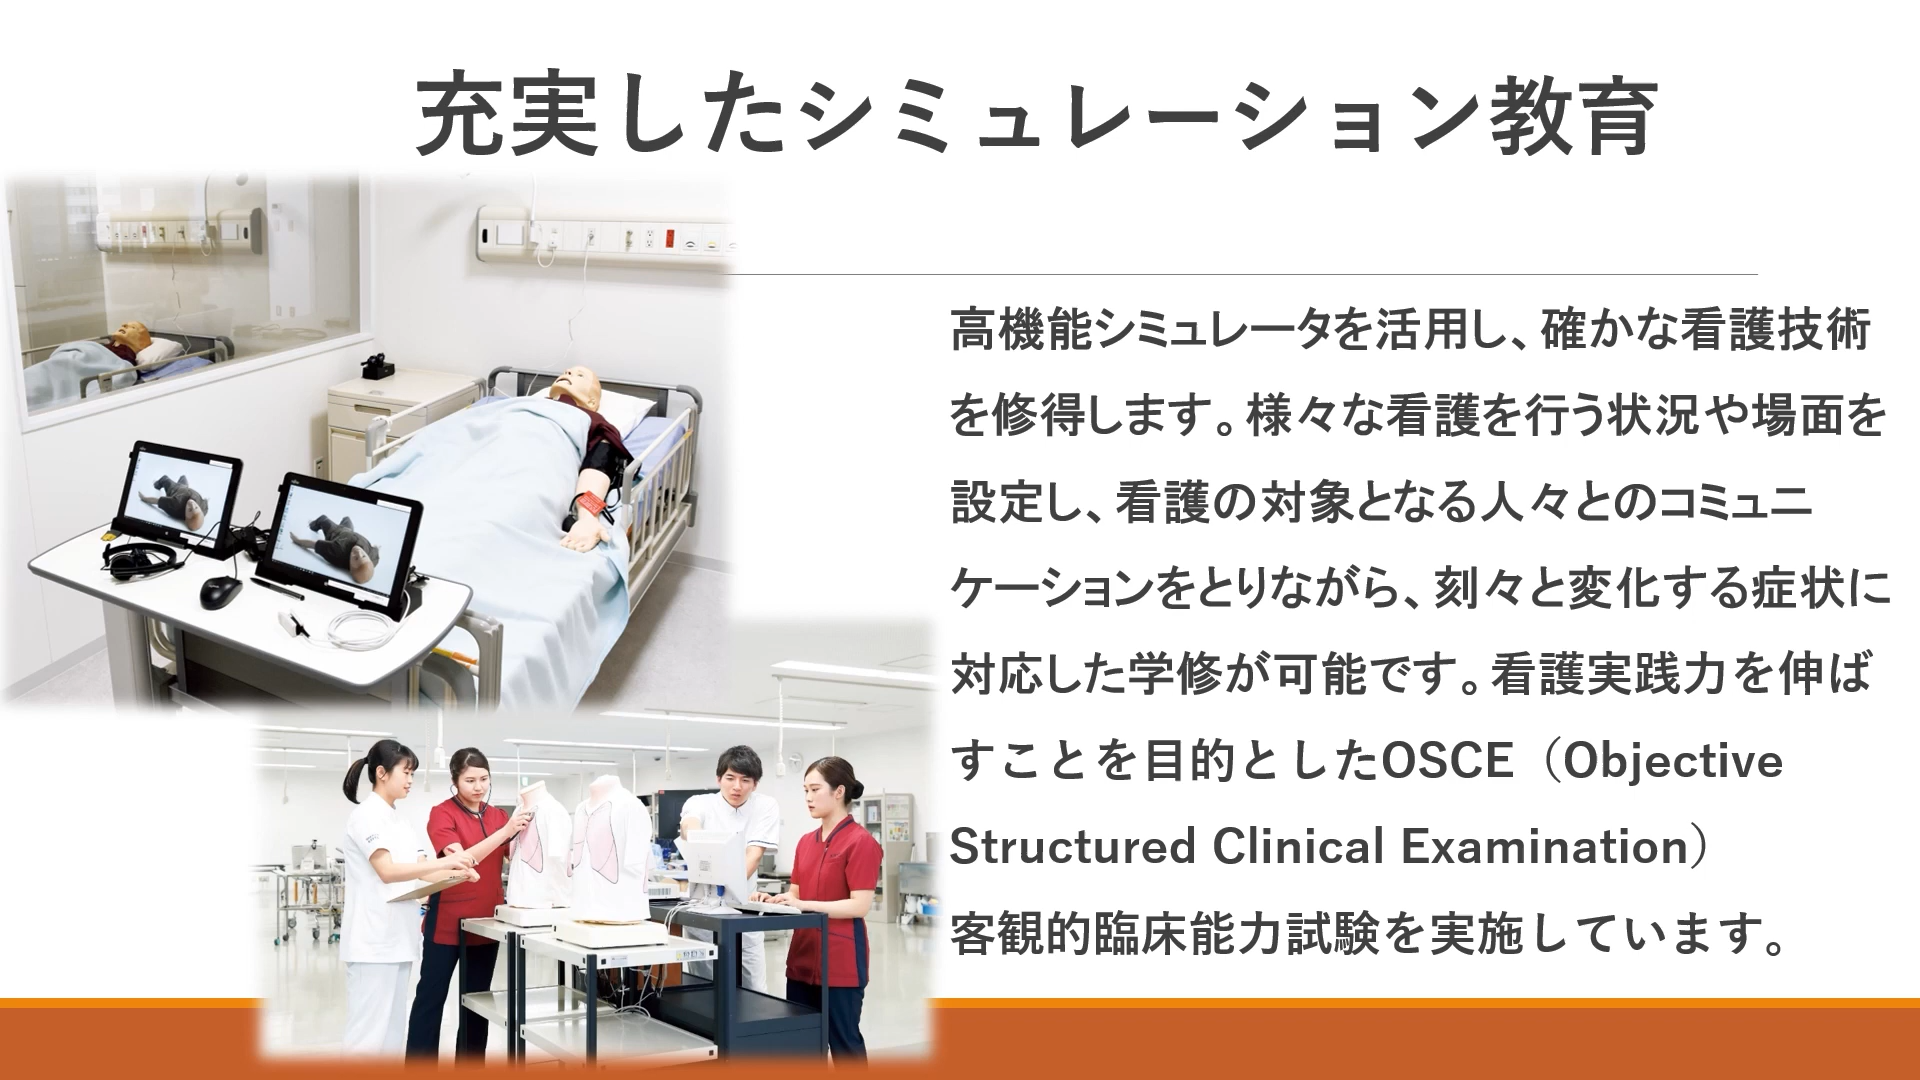 充実したシミュレーション教育
高機能シミュレータを活用し、確かな看護技術
を修得します。様々な看護を行う状況や場面を
設定し、看護の対象となる人々とのコミュニ
ケーションをとりながら、刻々と変化する症状に
対応した学修が可能です。看護実践力を伸ば
すことを目的としたOSCE（Objective
Structured Clinical Examination）
客観的臨床能力試験を実施しています。